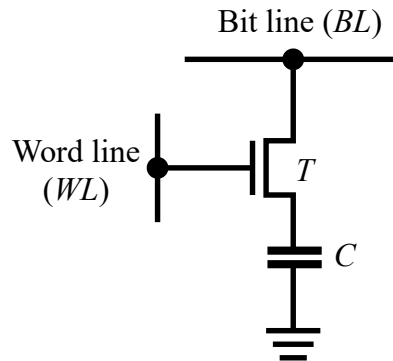 Bit line (BL)
Word line
(WL)
T
C